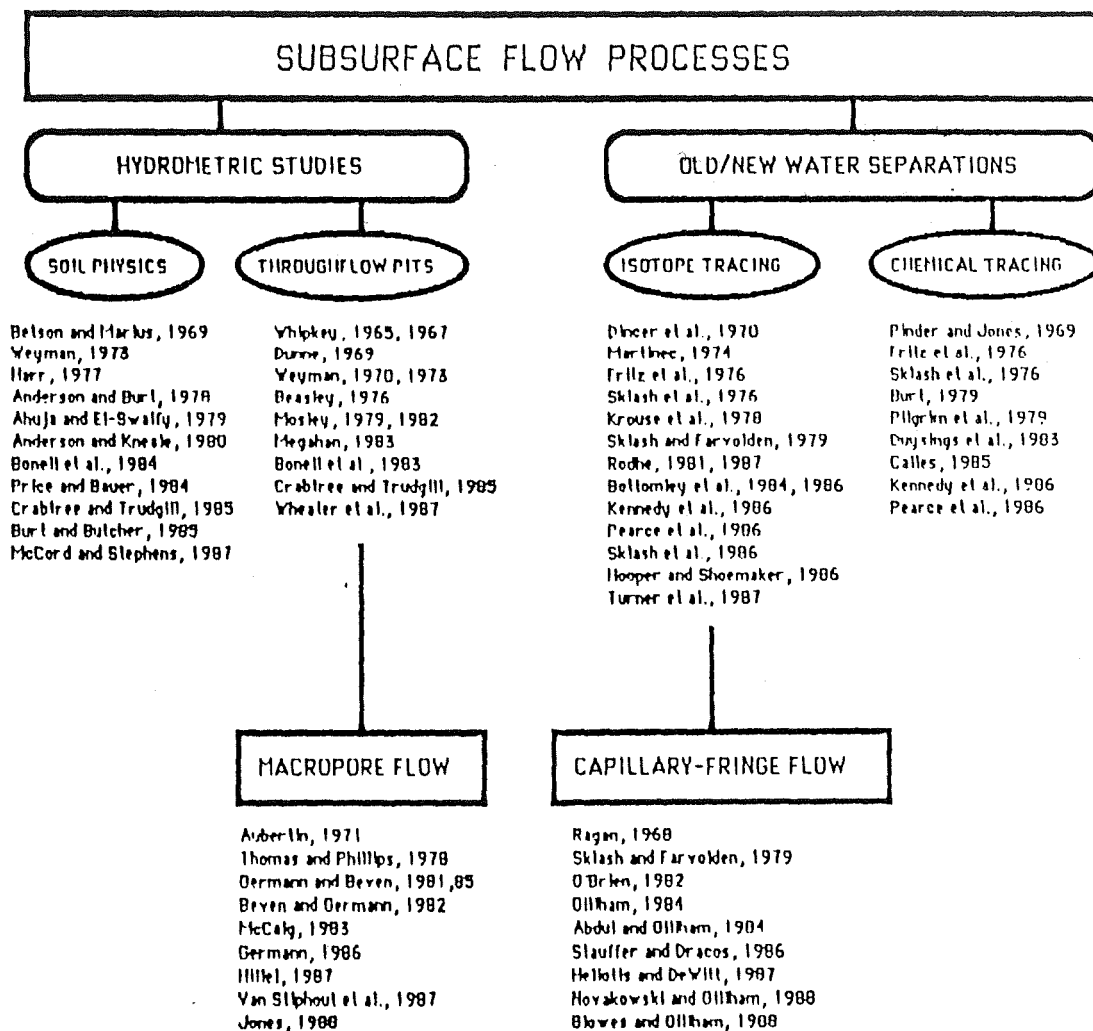 SUBSURFACE FLOW PROCESSES
HYDROMETRIC STUDIES
OLD/NEW WATER SEPARATIONS
SOIL PHYSICS
THROUGHFLOW PITS
ISOTOPE TRACING
CHEMICAL TRACING
Betson and Marius, 1969
Weyman, 1973
Harr, 1977
Anderson and Burt, 1978
Ahuja and El-Swaify, 1979
Anderson and Kneale, 1980
Bonell et al., 1984
Price and Bauer, 1984
Crabtree and Trudgill, 1985
Burt and Butcher, 1985
McCord and Stephens, 1987
Whipkey, 1965, 1967
Dunne, 1969
Weyman, 1970, 1973
Beasley, 1976
Mosley, 1979, 1982
Megahan, 1983
Bonell et al., 1983
Crabtree and Trudgill, 1985
Wheater et al., 1987
Dincer et al., 1970
Martinec, 1974
Fritz et al., 1976
Sklash et al., 1976
Krouse et al., 1978
Sklash and Farvolden, 1979
Rodhe, 1981, 1987
Bottomley et al., 1984, 1986
Kennedy et al., 1986
Pearce et al., 1986
Sklash et al., 1986
Hooper and Shoemaker, 1986
Turner et al., 1987
Pinder and Jones, 1969
Fritz et al., 1976
Sklash et al., 1976
Burt, 1979
Pilgrim et al., 1979
Duysings et al., 1983
Calles, 1985
Kennedy et al., 1986
Pearce et al., 1986
MACROPORE FLOW
CAPILLARY-FRINGE FLOW
Aubertin, 1971
Thomas and Phillips, 1978
Germann and Beven, 1981,85
Beven and Germann, 1982
McCaig, 1983
Germann, 1986
Hillel, 1987
Van Stiphout et al., 1987
Jones, 1988
Ragan, 1968
Sklash and Farvolden, 1979
O'Brien, 1982
Gillham, 1984
Abdul and Gillham, 1984
Stauffer and Dracos, 1986
Heliotis and DeWitt, 1987
Novakowski and Gillham, 1988
Blowes and Gillham, 1988